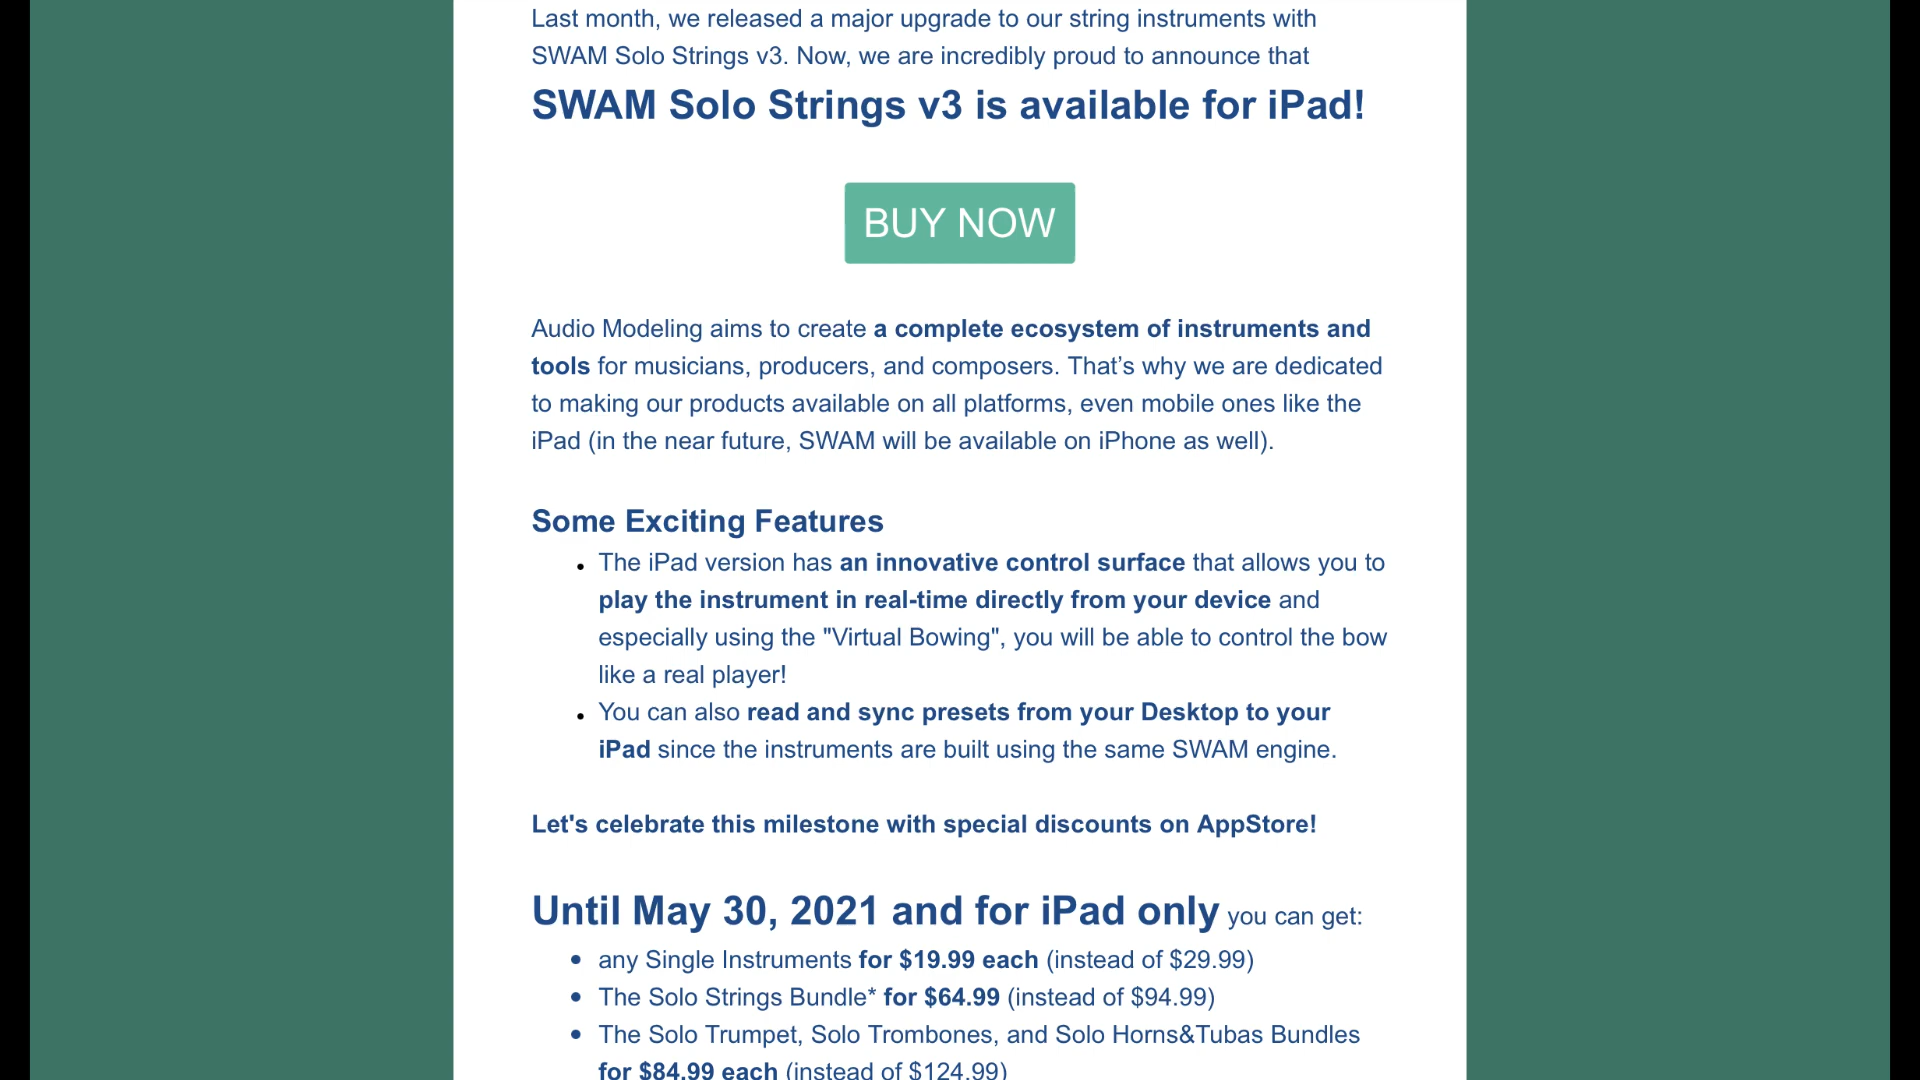 Last month, we released a major upgrade to our string instruments with
SWAM Solo Strings v3. Now, we are incredibly proud to announce that
SWAM Solo Strings v3 is available for iPad!
BUY NOW
Audio Modeling aims to create a complete ecosystem of instruments and
tools for musicians, producers, and composers. That’s why we are dedicated
to making our products available on all platforms, even mobile ones like the
iPad (in the near future, SWAM will be available on iPhone as well).
Some Exciting Features
• The iPad version has an innovative control surface that allows you to
play the instrument in real-time directly from your device and
especially using the "Virtual Bowing", you will be able to control the bow
like a real player!
• You can also read and sync presets from your Desktop to your
iPad since the instruments are built using the same SWAM engine.
Let's celebrate this milestone with special discounts on AppStore!
Until May 30, 2021 and for iPad only you can get:
• any Single Instruments for $19.99 each (instead of $29.99)
• The Solo Strings Bundle* for $64.99 (instead of $94.99)
• The Solo Trumpet, Solo Trombones, and Solo Horns&Tubas Bundles
for $84.99 each (instead of $124.99)